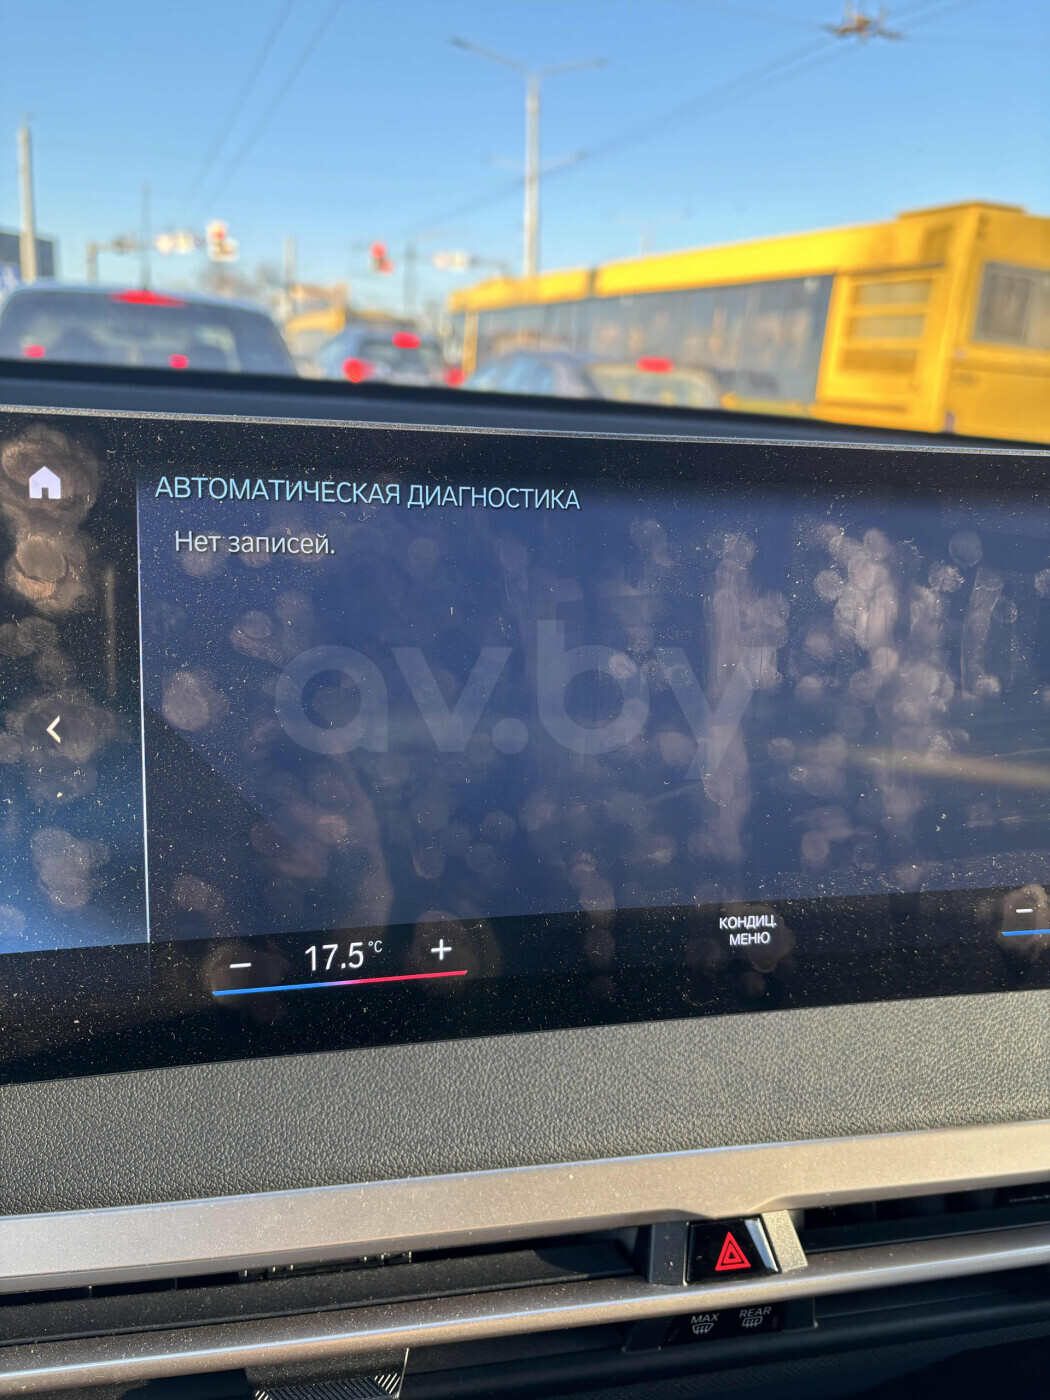 АВТОМАТИЧЕСКАЯ ДИАГНОСТИКА
Нет записей.
av.by
17.5°C
КОНДИЦ.
МЕНЮ
MAX
REAR